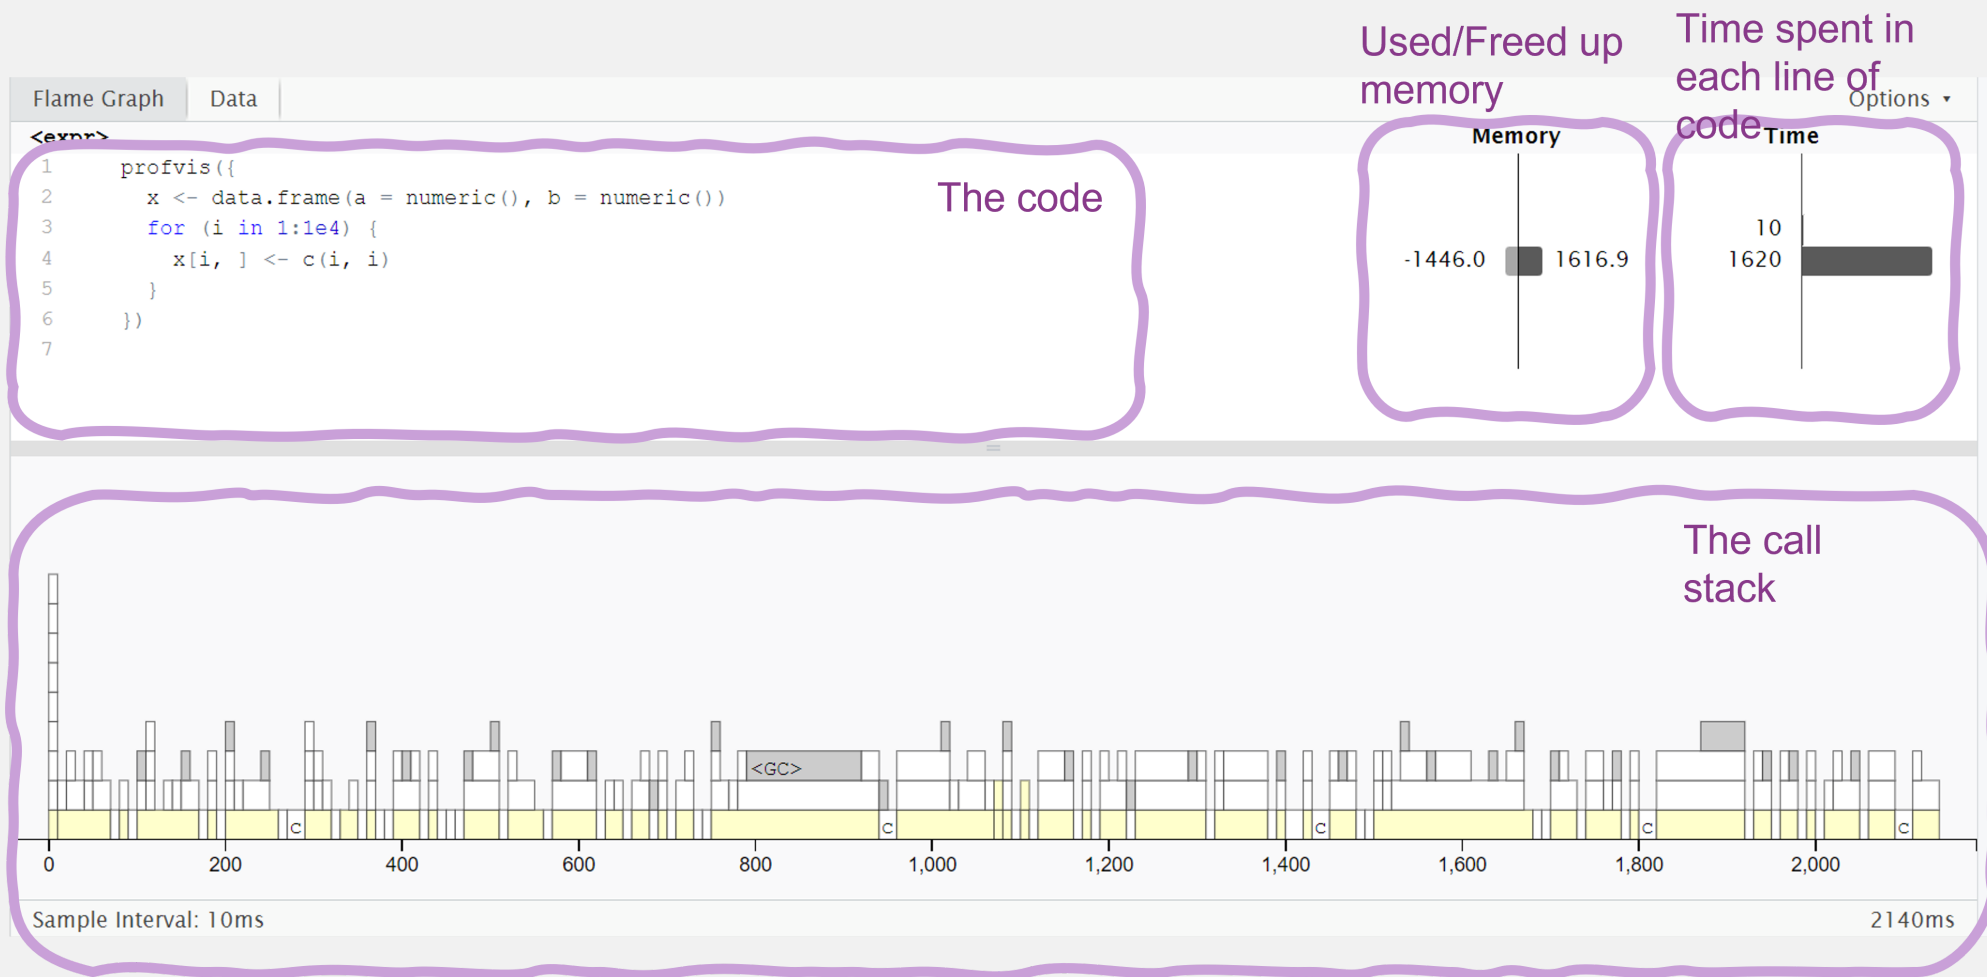 Used/Freed up
memory
Time spent in
each line of
code
Flame Graph
Data
Options ▾
<expr>
Memory
Time
1 profvis({
2 x <- data.frame(a = numeric(), b = numeric())
3 for (i in 1:1e4) {
4 x[i, ] <- c(i, i)
5 }
6 })
7
The code
10
-1446.0 1616.9
1620
The call
stack
<GC>
c c c c c
0 200 400 600 800 1,000 1,200 1,400 1,600 1,800 2,000
Sample Interval: 10ms
2140ms